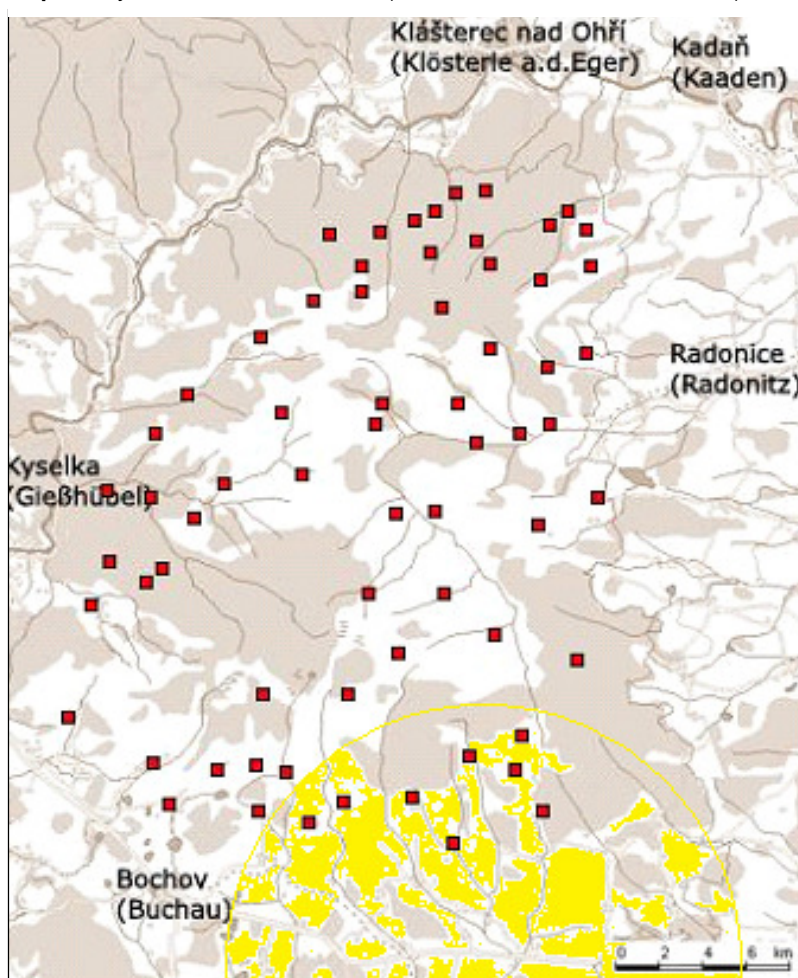 Klášterec nad Ohří
(Klösterle a.d.Eger)
Kadaň
(Kaaden)
Radonice
(Radonitz)
Kyselka
(Gießhübel)
Bochov
(Buchau)
0 2 4 6 km